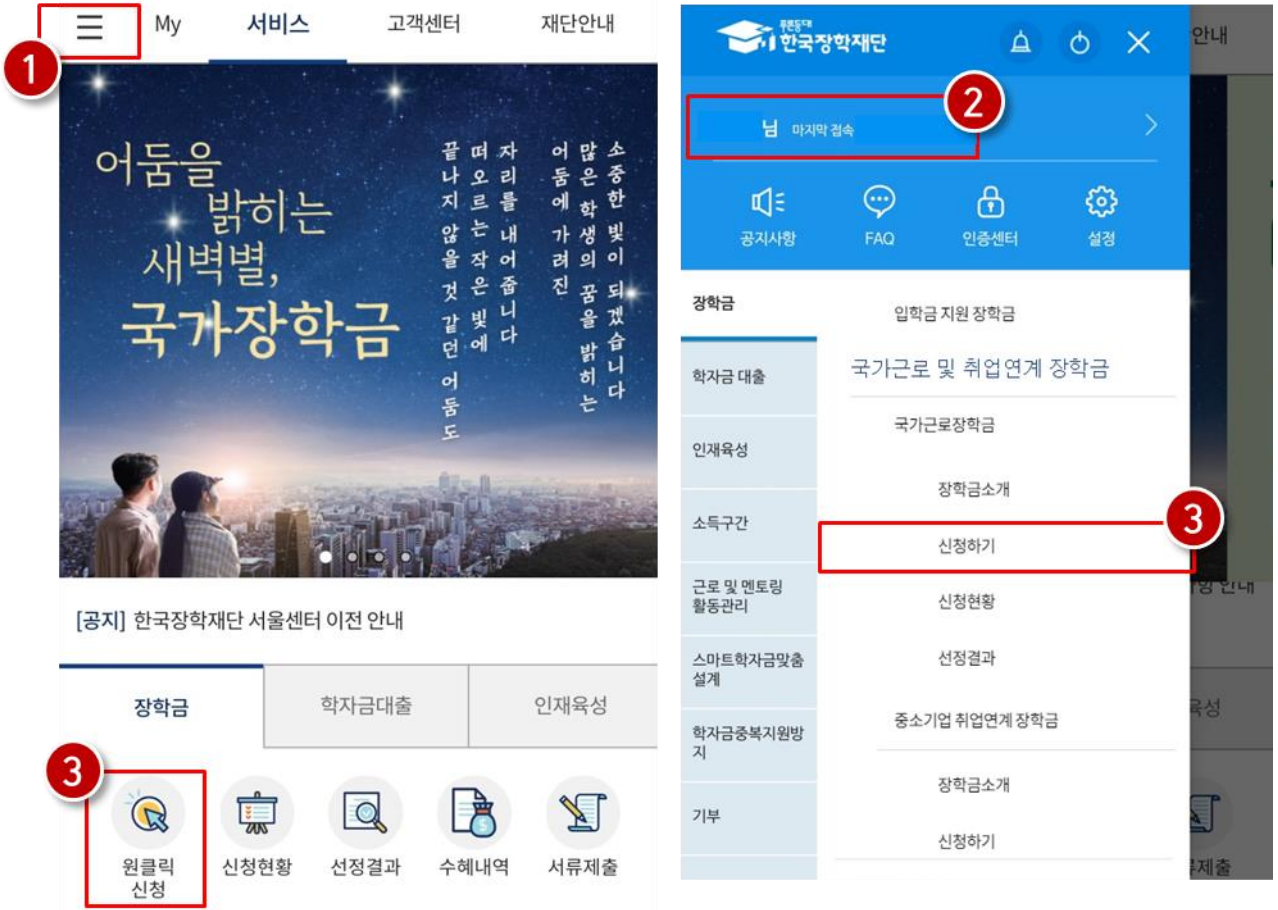 1
My 서비스 고객센터 재단안내
어둠을
밝히는
새벽별,
국가장학금
소중한 빛이 되겠습니다
많은 학생의 꿈을 밝히는
어둠에 가려진
자리를 내어줍니다
떠오르는 작은 빛에
끝나지 않을 것 같던 어둠도
[공지] 한국장학재단 서울센터 이전 안내
장학금 학자금대출 인재육성
3
원클릭
신청
신청현황
선정결과
수혜내역
서류제출
푸른등대
한국장학재단
안내
2
님 마지막 접속
공지사항 FAQ 인증센터 설정
장학금
학자금 대출
인재육성
소득구간
근로 및 멘토링
활동관리
스마트학자금맞춤
설계
학자금중복지원방
지
기부
입학금 지원 장학금
국가근로 및 취업연계 장학금
국가근로장학금
장학금소개
3
신청하기
신청현황
선정결과
중소기업 취업연계 장학금
장학금소개
신청하기
안내
육성
제출